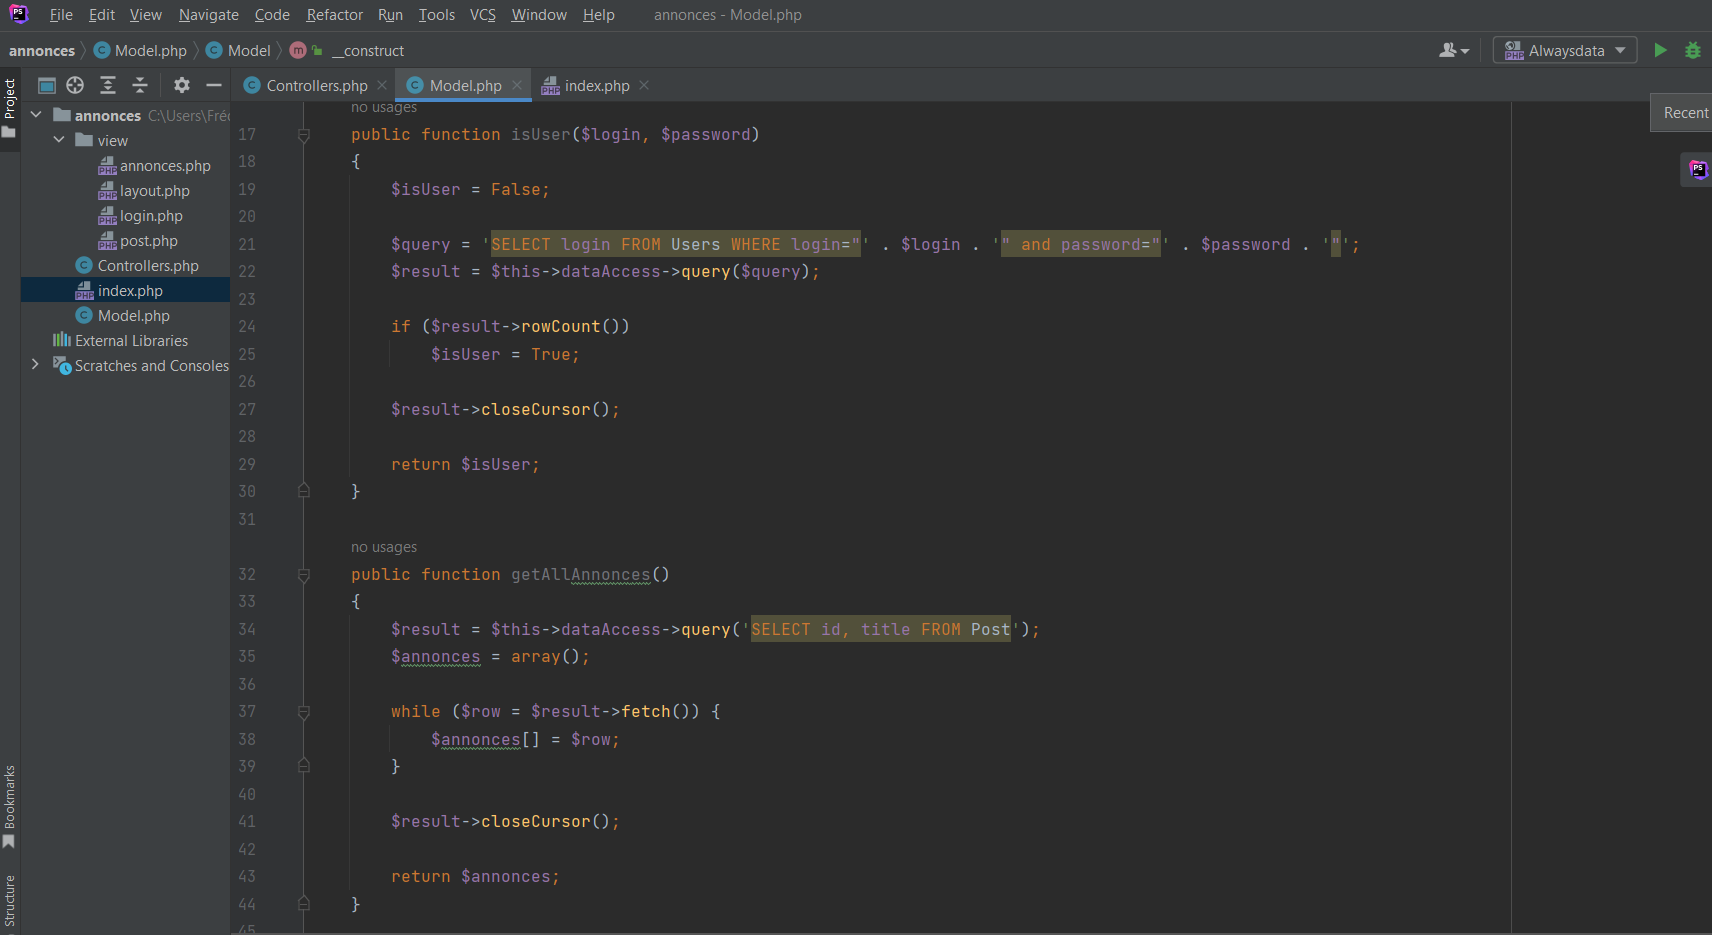 File Edit View Navigate Code Refactor Run Tools VCS Window Help annonces - Model.php
annonces Model.php Model m __construct Alwaysdata
Controllers.php Model.php index.php
Project
Recent
annonces C:\Users\Fré
view
annonces.php
layout.php
login.php
post.php
Controllers.php
index.php
Model.php
External Libraries
Scratches and Consoles
Bookmarks
Structure
no usages
17 public function isUser($login, $password)
18 {
19 $isUser = False;
20
21 $query = 'SELECT login FROM Users WHERE login="' . $login . '" and password="' . $password . '"';
22 $result = $this->dataAccess->query($query);
23
24 if ($result->rowCount())
25 $isUser = True;
26
27 $result->closeCursor();
28
29 return $isUser;
30 }
31
no usages
32 public function getAllAnnonces()
33 {
34 $result = $this->dataAccess->query('SELECT id, title FROM Post');
35 $annonces = array();
36
37 while ($row = $result->fetch()) {
38 $annonces[] = $row;
39 }
40
41 $result->closeCursor();
42
43 return $annonces;
44 }
45